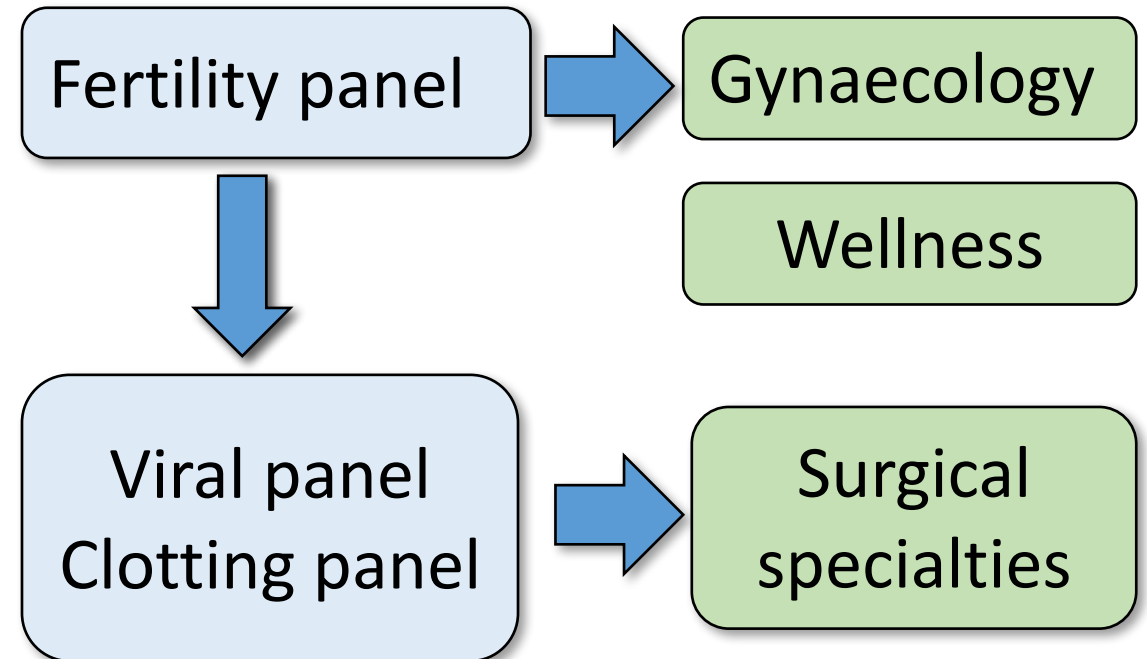 Fertility panel
Gynaecology
Wellness
Viral panel
Clotting panel
Surgical
specialties